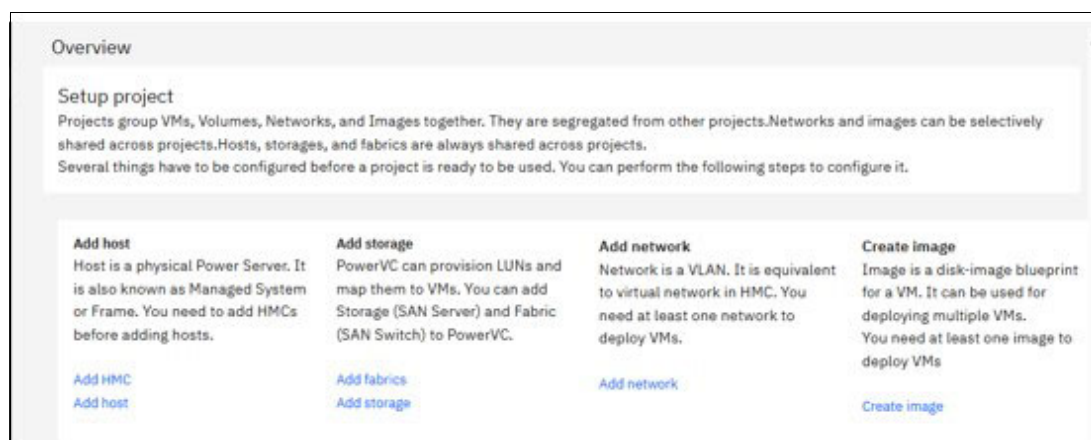 Overview
Setup project
Projects group VMs, Volumes, Networks, and Images together. They are segregated from other projects.Networks and images can be selectively
shared across projects.Hosts, storages, and fabrics are always shared across projects.
Several things have to be configured before a project is ready to be used. You can perform the following steps to configure it.
Add host
Host is a physical Power Server. It
is also known as Managed System
or Frame. You need to add HMCs
before adding hosts.
Add HMC
Add host
Add storage
PowerVC can provision LUNs and
map them to VMs. You can add
Storage (SAN Server) and Fabric
(SAN Switch) to PowerVC.
Add fabrics
Add storage
Add network
Network is a VLAN. It is equivalent
to virtual network in HMC. You
need at least one network to
deploy VMs.
Add network
Create image
Image is a disk-image blueprint
for a VM. It can be used for
deploying multiple VMs.
You need at least one image to
deploy VMs
Create image